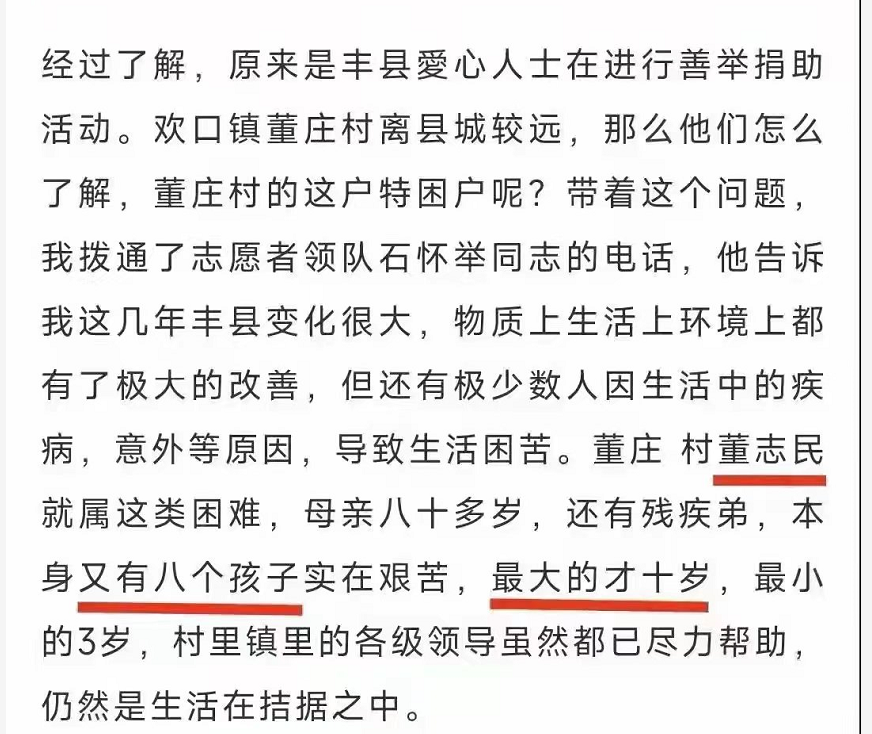 经过了解，原来是丰县愛心人士在进行善举捐助
活动。欢口镇董庄村离县城较远，那么他们怎么
了解，董庄村的这户特困户呢？带着这个问题，
我拨通了志愿者领队石怀举同志的电话，他告诉
我这几年丰县变化很大，物质上生活上环境上都
有了极大的改善，但还有极少数人因生活中的疾
病，意外等原因，导致生活困苦。董庄 村董志民
就属这类困难，母亲八十多岁，还有残疾弟，本
身又有八个孩子实在艰苦，最大的才十岁，最小
的3岁，村里镇里的各级领导虽然都已尽力帮助，
仍然是生活在拮据之中。